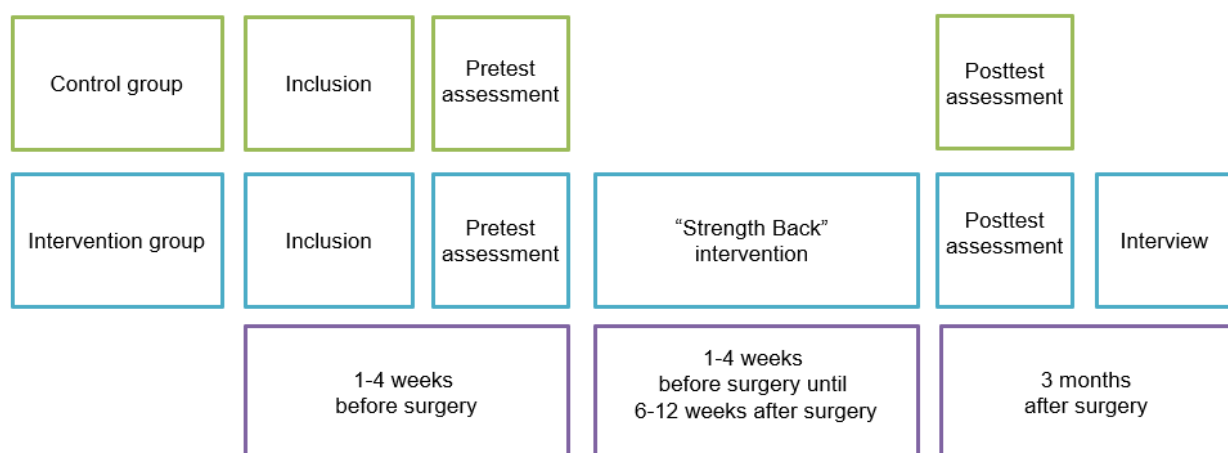 Control group
Inclusion
Pretest
assessment
Posttest
assessment
Intervention group
Inclusion
Pretest
assessment
“Strength Back”
intervention
Posttest
assessment
Interview
1-4 weeks
before surgery
1-4 weeks
before surgery until
6-12 weeks after surgery
3 months
after surgery